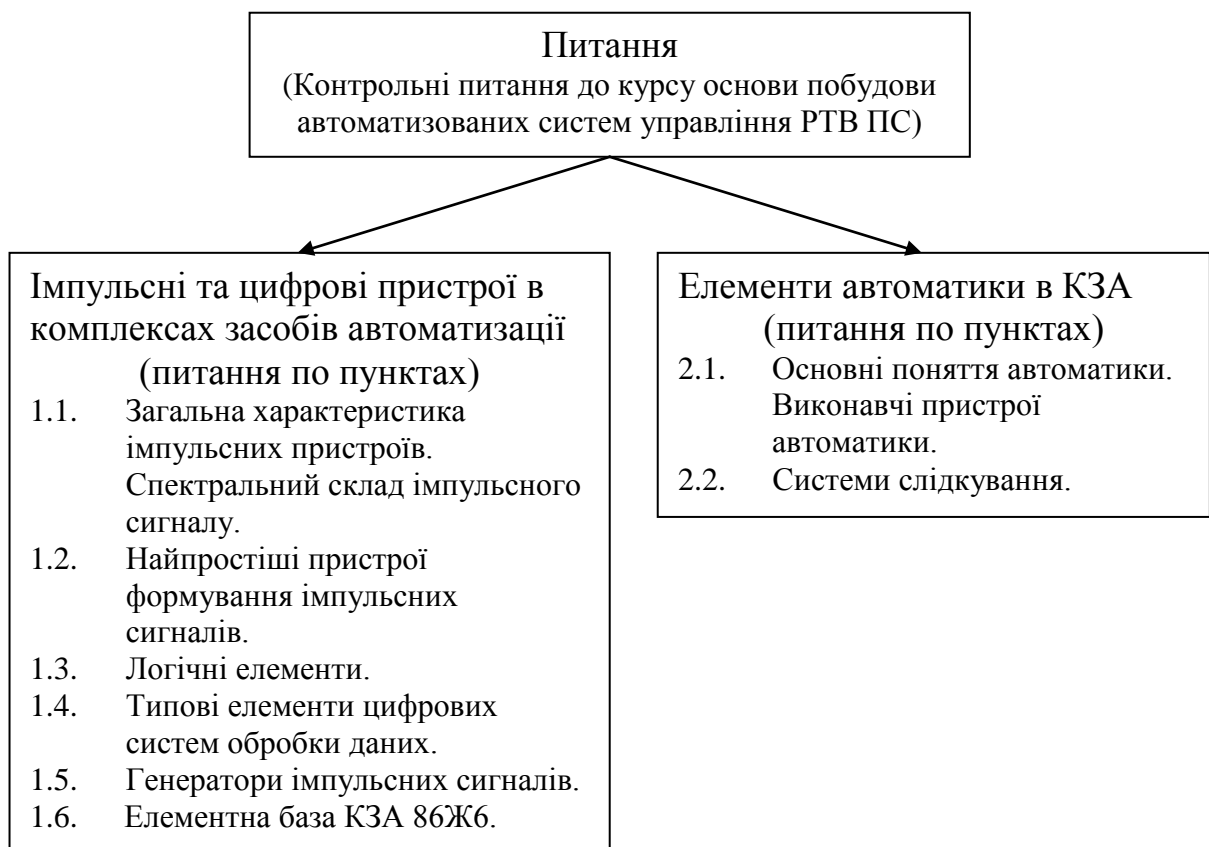 Питання
(Контрольні питання до курсу основи побудови
автоматизованих систем управління РТВ ПС)
Імпульсні та цифрові пристрої в
комплексах засобів автоматизації
(питання по пунктах)
1.1. Загальна характеристика
імпульсних пристроїв.
Спектральний склад імпульсного
сигналу.
1.2. Найпростіші пристрої
формування імпульсних
сигналів.
1.3. Логічні елементи.
1.4. Типові елементи цифрових
систем обробки даних.
1.5. Генератори імпульсних сигналів.
1.6. Елементна база КЗА 86Ж6.
Елементи автоматики в КЗА
(питання по пунктах)
2.1. Основні поняття автоматики.
Виконавчі пристрої
автоматики.
2.2. Системи слідкування.